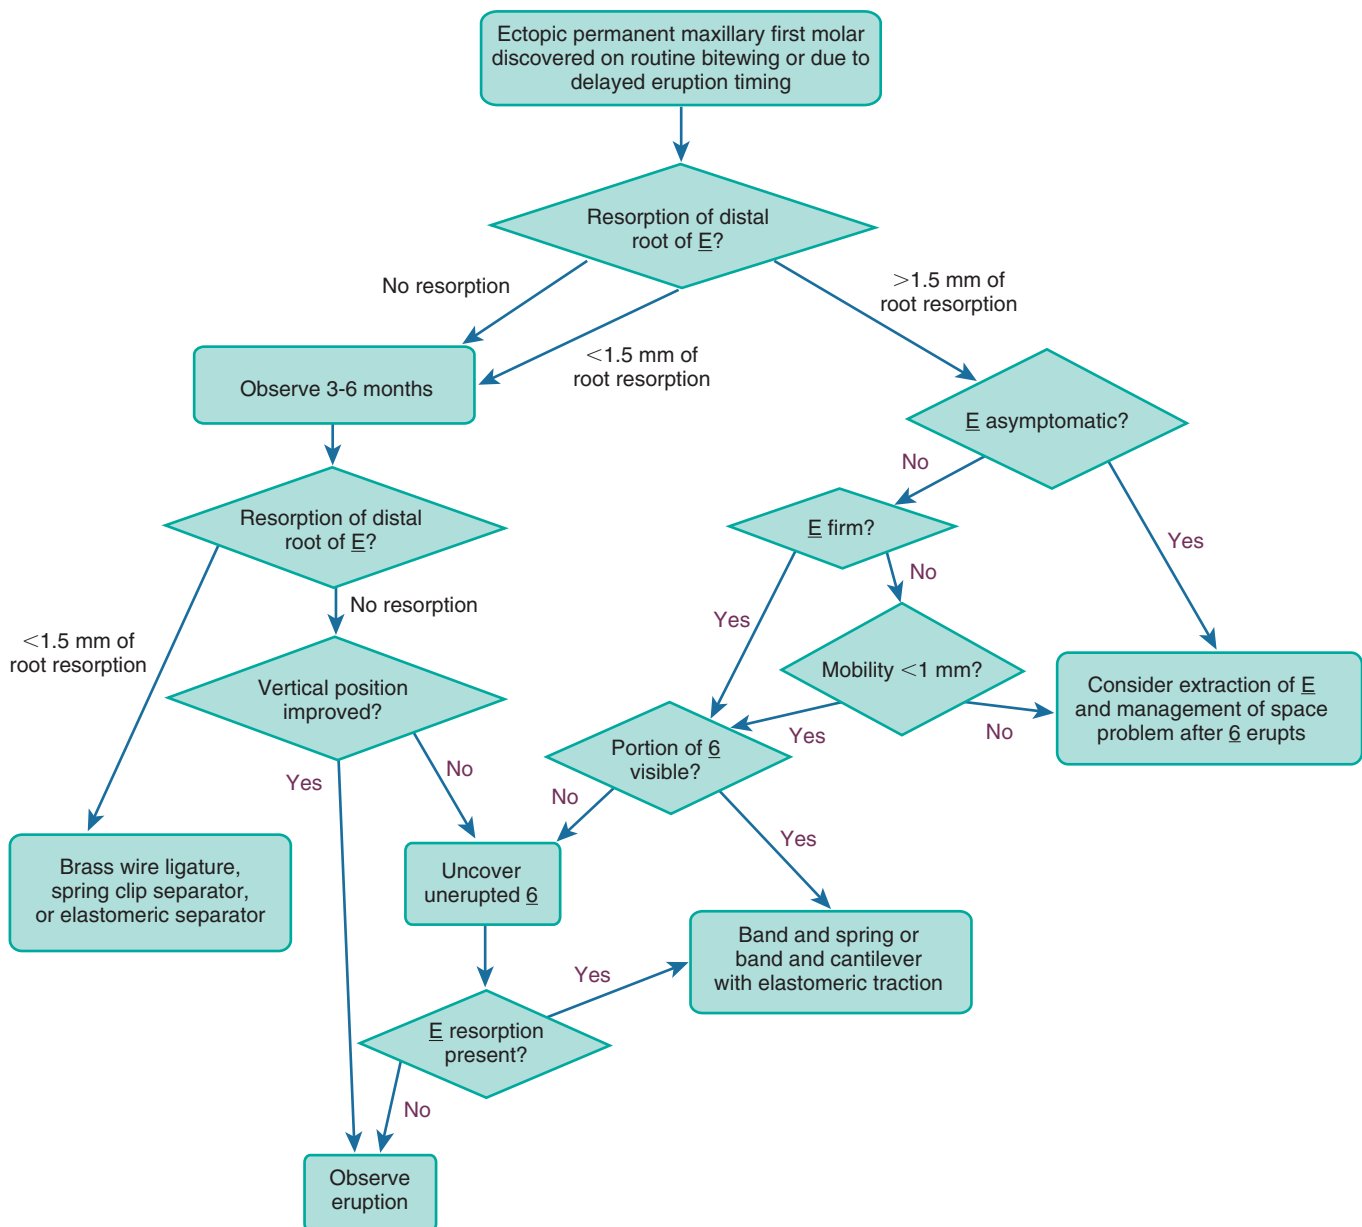 Ectopic permanent maxillary first molar
discovered on routine bitewing or due to
delayed eruption timing
Resorption of distal
root of E?
No resorption
<1.5 mm of
root resorption
>1.5 mm of
root resorption
Observe 3-6 months
E asymptomatic?
No
Yes
Resorption of distal
root of E?
E firm?
No
Yes
<1.5 mm of
root resorption
No resorption
Mobility <1 mm?
Yes
No
Vertical position
improved?
Yes
No
Portion of 6
visible?
No
Yes
Consider extraction of E
and management of space
problem after 6 erupts
Brass wire ligature,
spring clip separator,
or elastomeric separator
Uncover
unerupted 6
Band and spring or
band and cantilever
with elastomeric traction
E resorption
present?
Yes
No
Observe
eruption